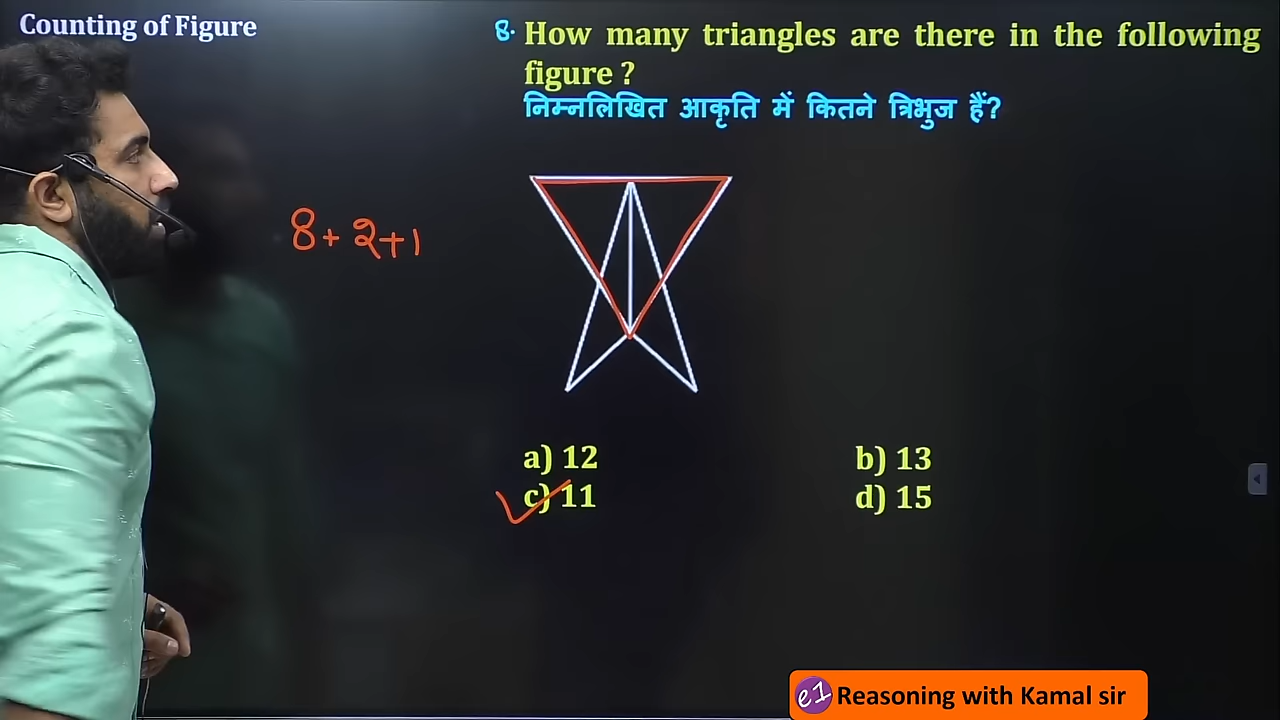 Counting of Figure
8. How many triangles are there in the following
figure ?
निम्नलिखित आकृति में कितने त्रिभुज हैं?
8+2+1
a) 12
b) 13
c) 11
d) 15
e1 Reasoning with Kamal sir